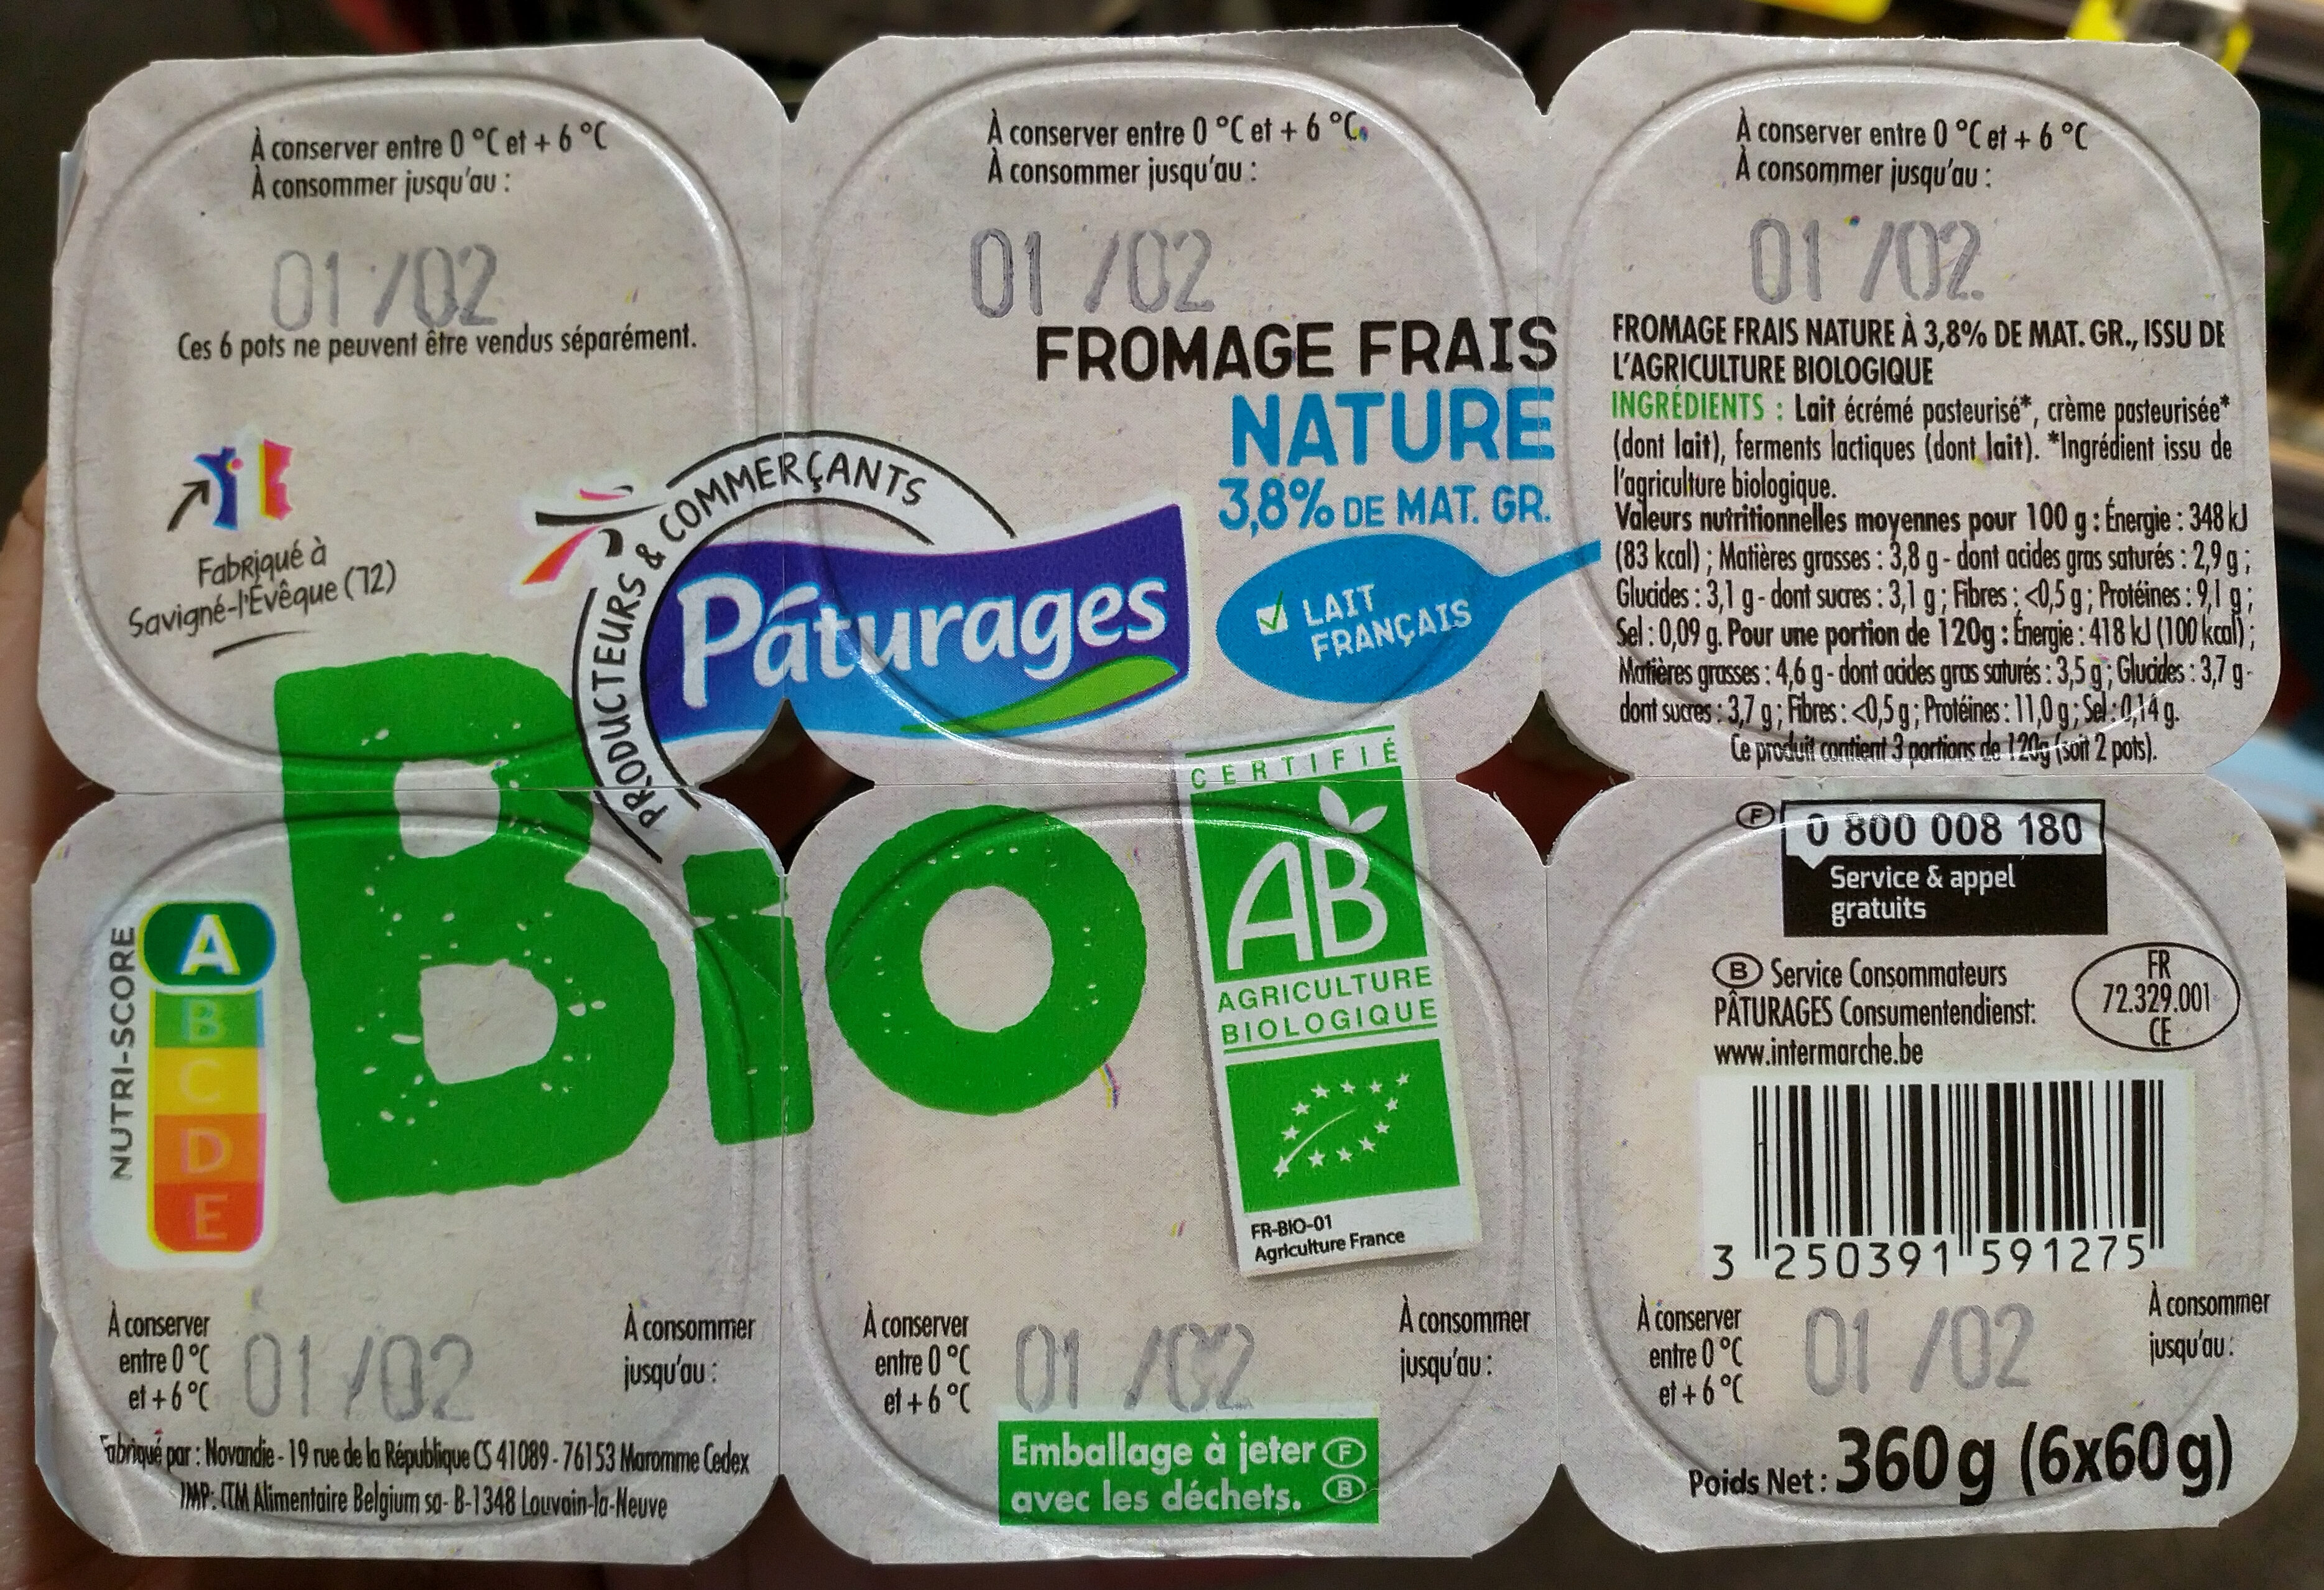 À conserver entre 0 °C et + 6 °C
À consommer jusqu'au :
01 /02
Ces 6 pots ne peuvent être vendus séparément.
Fabriqué à
Savigné-l'Évêque (72)
À conserver entre 0 °C et + 6 °C.
À consommer jusqu'au :
01 /02
FROMAGE FRAIS
NATURE
3,8% DE MAT. GR.
LAIT
FRANÇAIS
PRODUCTEURS & COMMERÇANTS
Pâturages
Bio
À conserver entre 0 °C et + 6 °C
À consommer jusqu'au :
01 /02
FROMAGE FRAIS NATURE À 3,8% DE MAT. GR., ISSU DE
L'AGRICULTURE BIOLOGIQUE
INGRÉDIENTS : Lait écrémé pasteurisé*, crème pasteurisée*
(dont lait), ferments lactiques (dont lait). *Ingrédient issu de
l'agriculture biologique.
Valeurs nutritionnelles moyennes pour 100 g : Énergie : 348 kJ
(83 kcal) ; Matières grasses : 3,8 g - dont acides gras saturés : 2,9 g ;
Glucides : 3,1 g - dont sucres : 3,1 g ; Fibres : <0,5 g ; Protéines : 9,1 g ;
Sel : 0,09 g. Pour une portion de 120g : Énergie : 418 kJ (100 kcal) ;
Matières grasses : 4,6 g - dont acides gras saturés : 3,5 g ; Glucides : 3,7 g -
dont sucres : 3,7 g ; Fibres : <0,5 g ; Protéines : 11,0 g ; Sel : 0,14 g.
Ce produit contient 3 portions de 120g (soit 2 pots).
NUTRI-SCORE
A
B
C
D
E
À conserver
entre 0 °C
et + 6 °C
01 /02
À consommer
jusqu'au :
Fabriqué par : Novandie - 19 rue de la République CS 41089 - 76153 Maromme Cedex
IMP: ITM Alimentaire Belgium sa- B-1348 Louvain-la-Neuve
CERTIFIÉ
AB
AGRICULTURE
BIOLOGIQUE
FR-BIO-01
Agriculture France
À conserver
entre 0 °C
et + 6 °C
01 /02
À consommer
jusqu'au :
Emballage à jeter F
avec les déchets. B
F 0 800 008 180
Service & appel
gratuits
B Service Consommateurs
PÂTURAGES Consumentendienst:
www.intermarche.be
FR
72.329.001
CE
3 250391 591275
À conserver
entre 0 °C
et + 6 °C
01 /02
À consommer
jusqu'au :
Poids Net : 360 g (6x60 g)